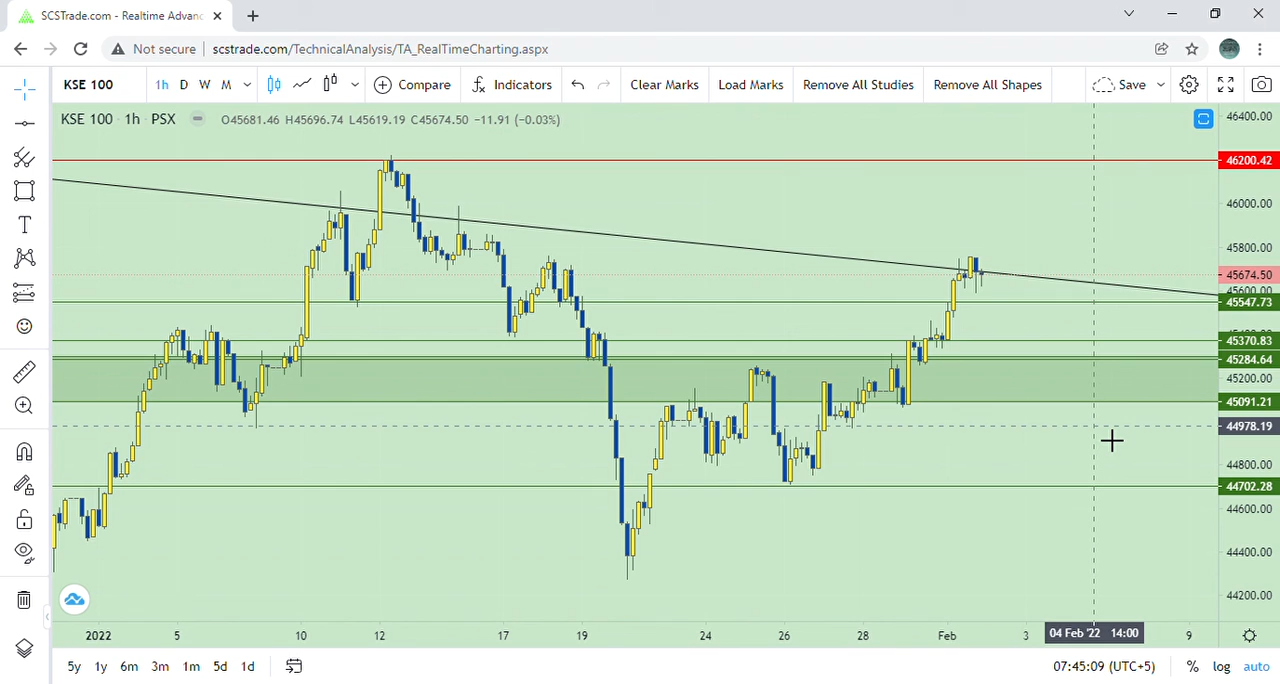 SCSTrade.com - Realtime Advanc
Not secure scstrade.com/TechnicalAnalysis/TA_RealTimeCharting.aspx
KSE 100 1h D W M Compare Indicators Clear Marks Load Marks Remove All Studies Remove All Shapes Save
KSE 100 · 1h · PSX O45681.46 H45696.74 L45619.19 C45674.50 −11.91 (−0.03%)
46400.00
46200.42
46000.00
45800.00
45674.50
45600.00
45547.73
45370.83
45284.64
45200.00
45091.21
44978.19
44800.00
44702.28
44600.00
44400.00
44200.00
2022 5 10 12 17 19 24 26 28 Feb 3 04 Feb '22 14:00 9
5y 1y 6m 3m 1m 5d 1d 07:45:09 (UTC+5) % log auto